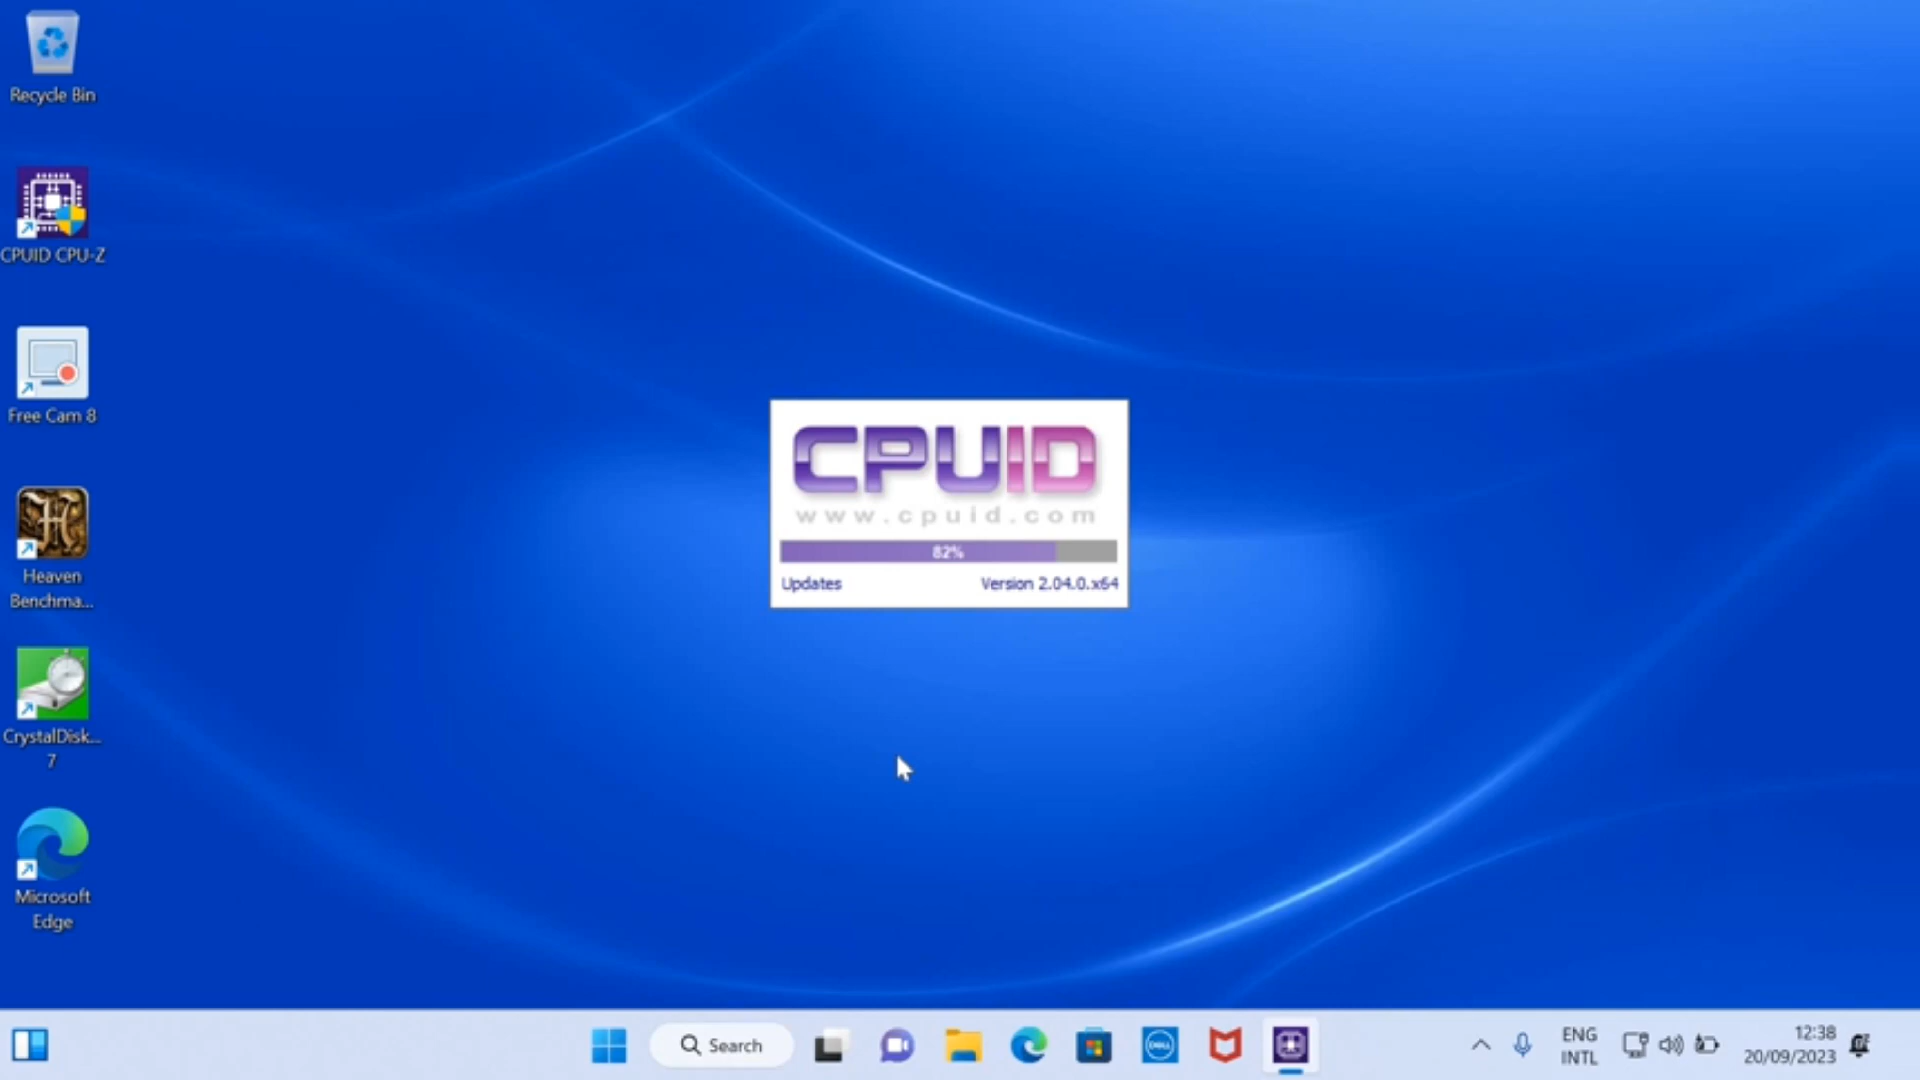 Recycle Bin
CPUID CPU-Z
Free Cam 8
Heaven
Benchma...
CrystalDisk...
7
Microsoft
Edge
CPUID
www.cpuid.com
82%
Updates
Version 2.04.0.x64
Search
DELL
ENG
INTL
12:38
20/09/2023